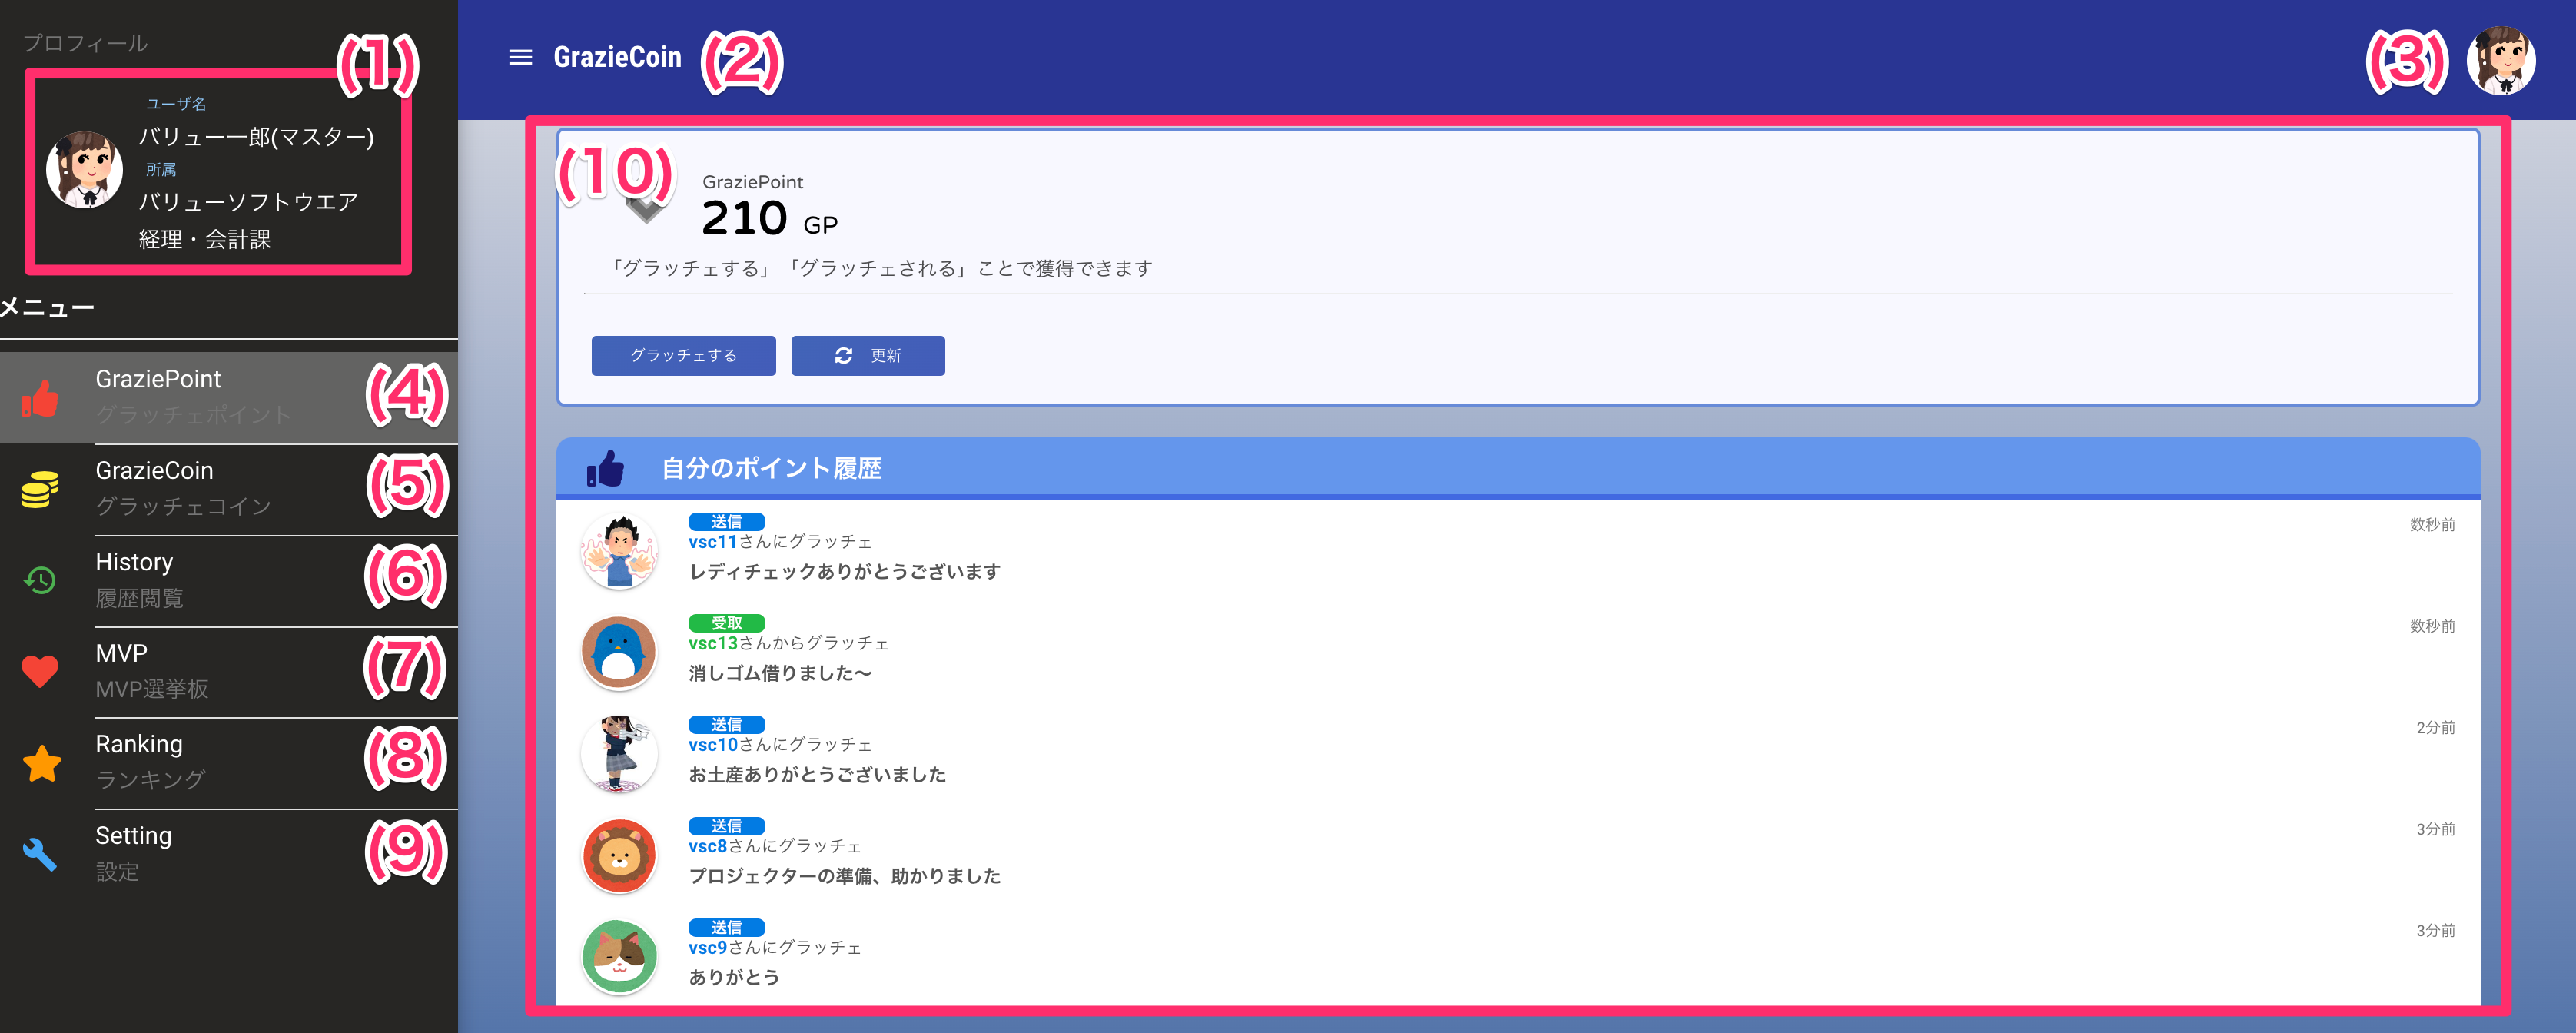 プロフィール
(1)
ユーザ名
バリュー一郎(マスター)
所属
バリューソフトウエア
経理・会計課
メニュー
GraziePoint
グラッチェポイント
(4)
GrazieCoin
グラッチェコイン
(5)
History
履歴閲覧
(6)
MVP
MVP選挙板
(7)
Ranking
ランキング
(8)
Setting
設定
(9)
GrazieCoin
(2)
(3)
(10)
GraziePoint
210 GP
「グラッチェする」「グラッチェされる」ことで獲得できます
グラッチェする
更新
自分のポイント履歴
送信
数秒前
vsc11さんにグラッチェ
レディチェックありがとうございます
受取
数秒前
vsc13さんからグラッチェ
消しゴム借りました〜
送信
2分前
vsc10さんにグラッチェ
お土産ありがとうございました
送信
3分前
vsc8さんにグラッチェ
プロジェクターの準備、助かりました
送信
3分前
vsc9さんにグラッチェ
ありがとう